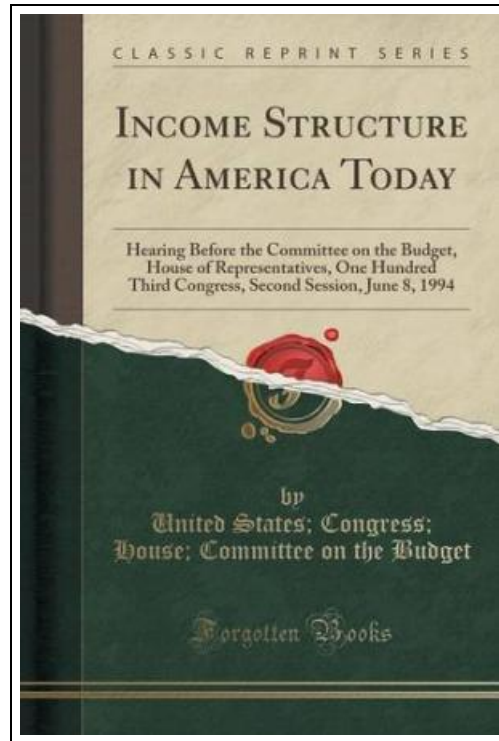 CLASSIC REPRINT SERIES
INCOME STRUCTURE
IN AMERICA TODAY
Hearing Before the Committee on the Budget,
House of Representatives, One Hundred
Third Congress, Second Session, June 8, 1994
by
United States; Congress;
House; Committee on the Budget
Forgotten Books